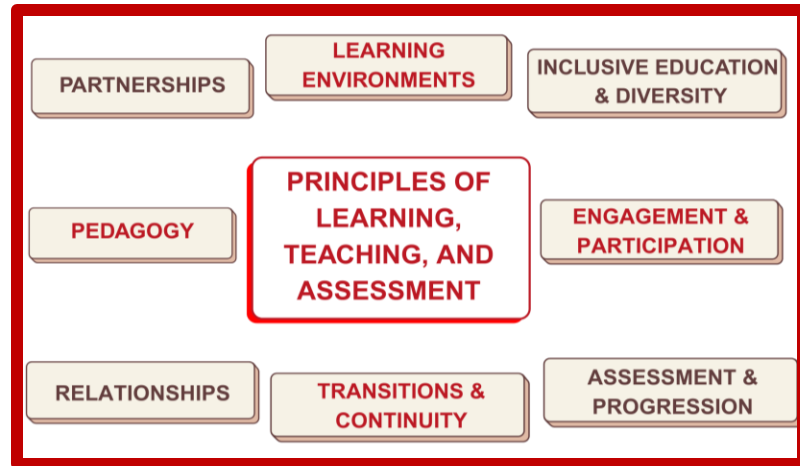 PARTNERSHIPS
LEARNING
ENVIRONMENTS
INCLUSIVE EDUCATION
& DIVERSITY
PEDAGOGY
PRINCIPLES OF
LEARNING,
TEACHING, AND
ASSESSMENT
ENGAGEMENT &
PARTICIPATION
RELATIONSHIPS
TRANSITIONS &
CONTINUITY
ASSESSMENT &
PROGRESSION